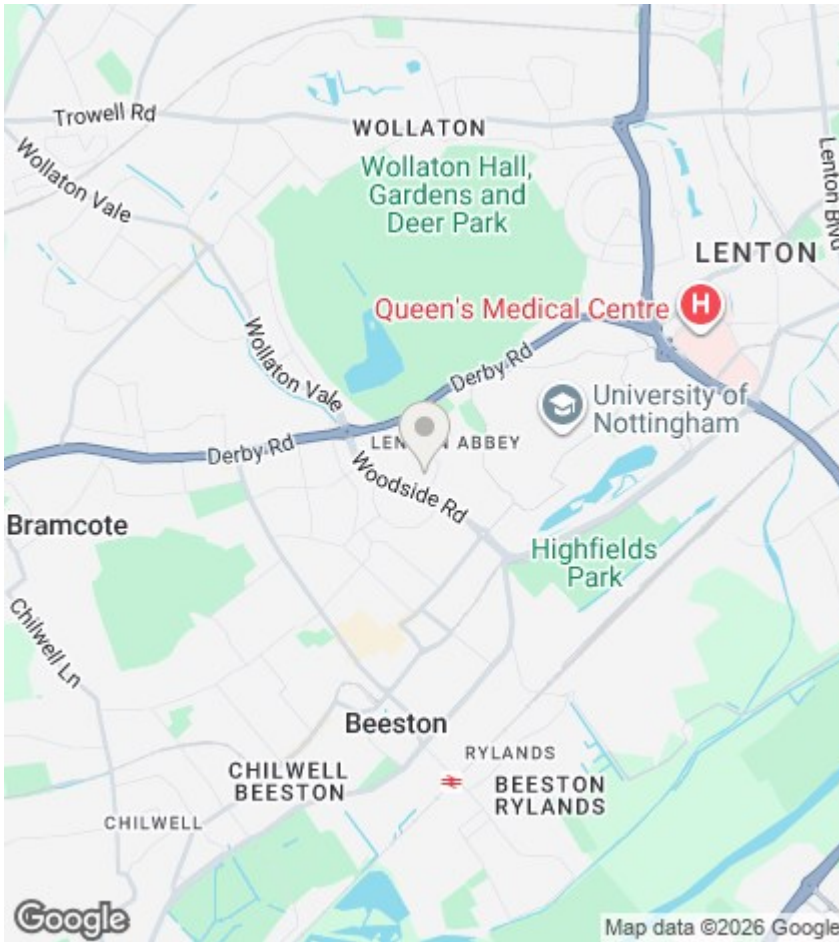 Trowell Rd
WOLLATON
Wollaton Vale
Wollaton Hall,
Gardens and
Deer Park
Lenton Blvd
LENTON
Queen's Medical Centre
H
Wollaton Vale
Derby Rd
University of
Nottingham
Derby Rd
LEN N ABBEY
Woodside Rd
Bramcote
Highfields
Park
Chilwell Ln
Beeston
RYLANDS
CHILWELL
BEESTON
BEESTON
RYLANDS
CHILWELL
Google
Map data ©2026 Google